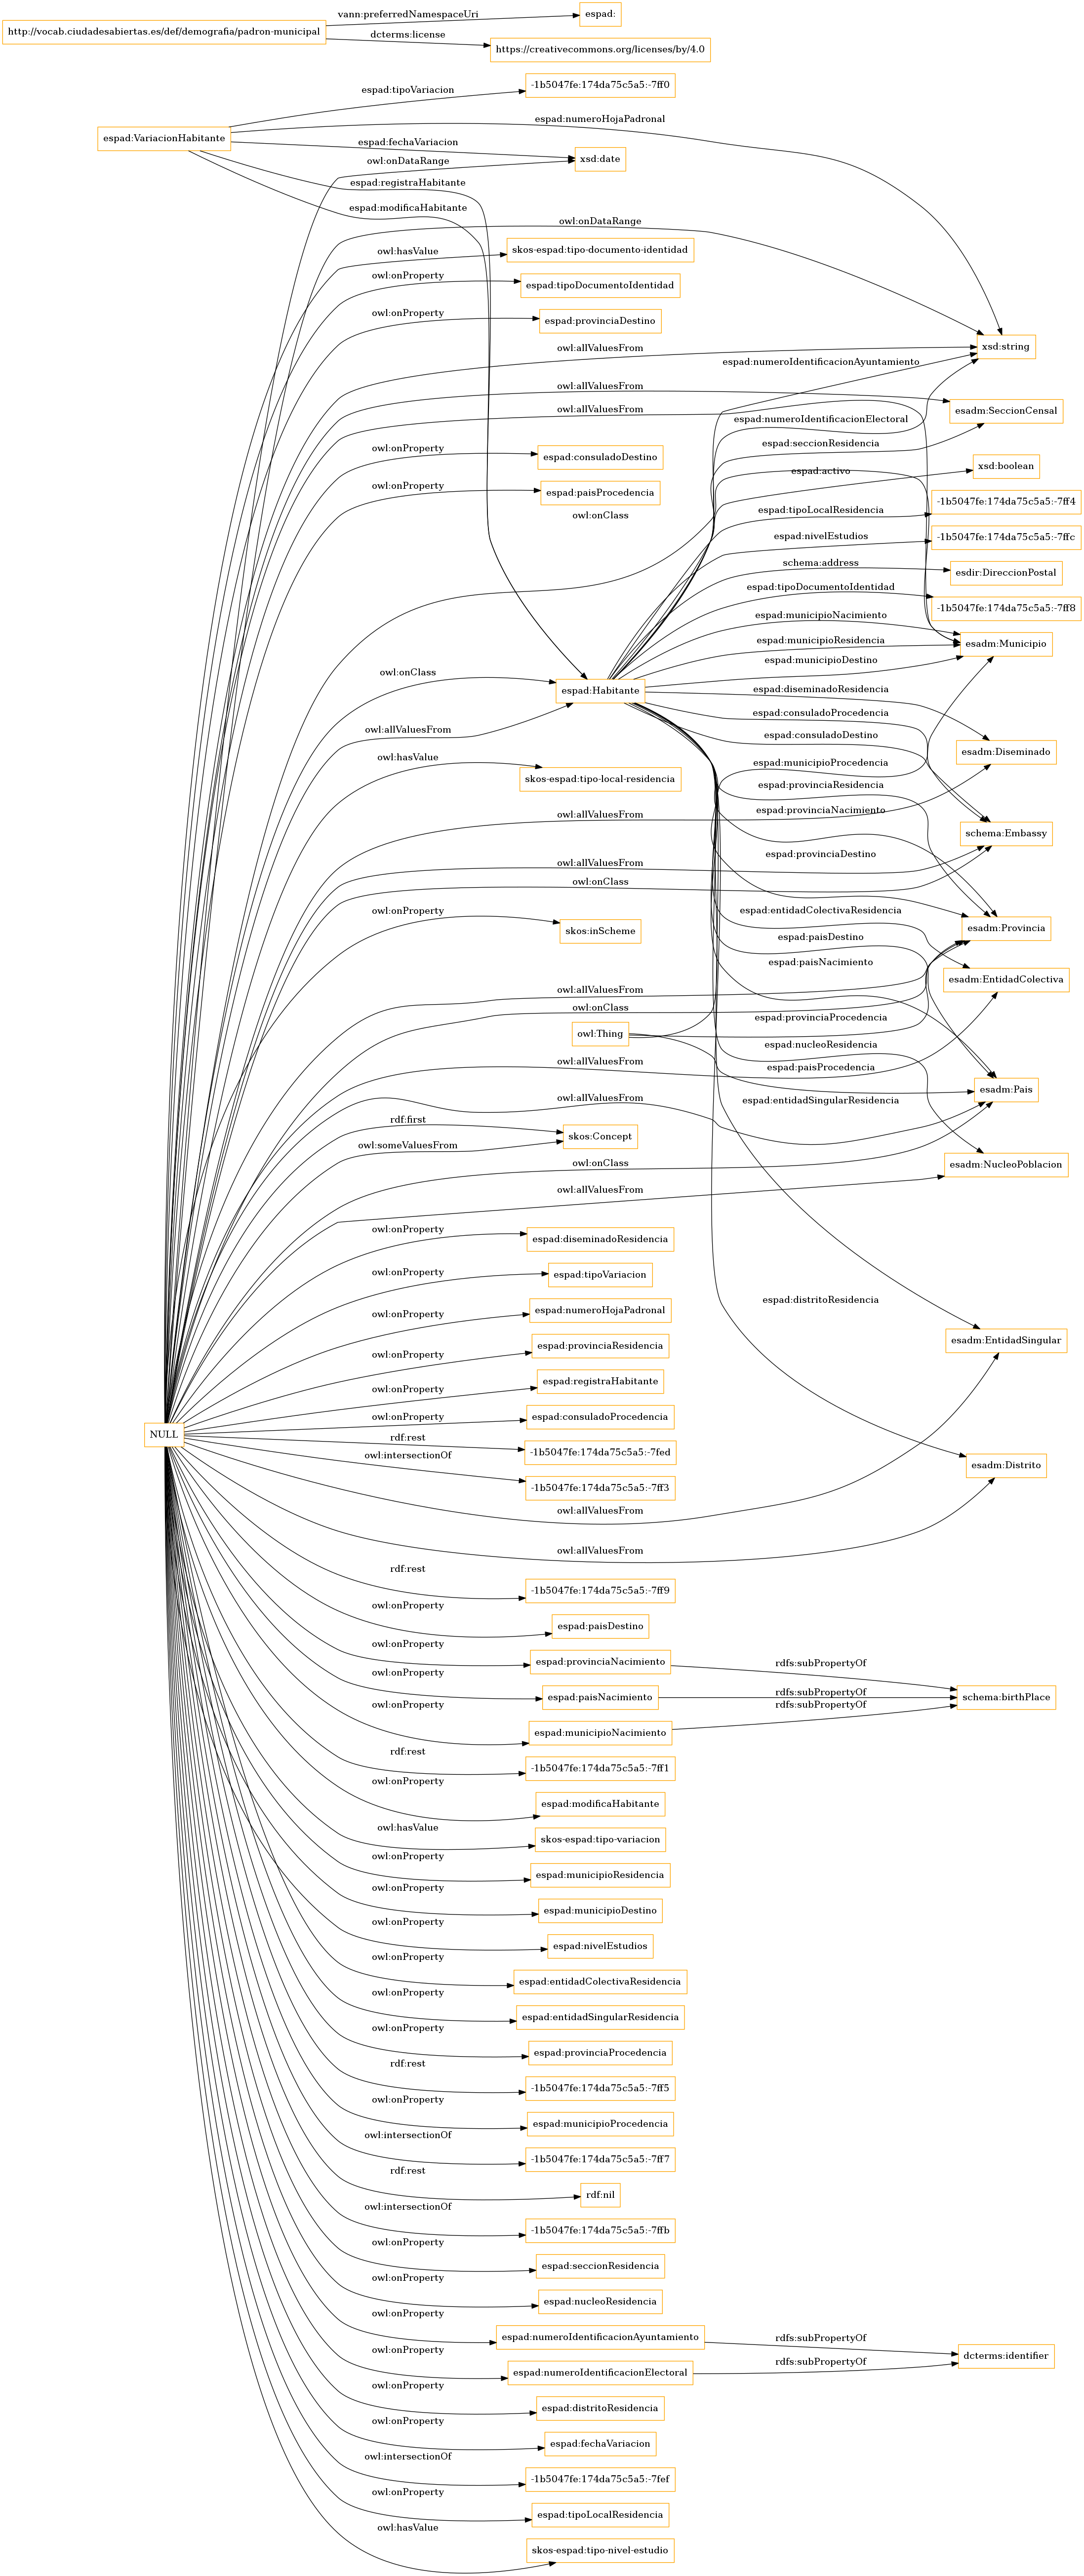 vann:preferredNamespaceUri
espad:
http://vocab.ciudadesabiertas.es/def/demografia/padron-municipal
dcterms:license
https://creativecommons.org/licenses/by/4.0
espad:tipoVariacion
-1b5047fe:174da75c5a5:-7ff0
espad:numeroHojaPadronal
espad:VariacionHabitante
espad:fechaVariacion
xsd:date
owl:onDataRange
espad:registraHabitante
espad:modificaHabitante
owl:onDataRange
owl:hasValue
skos-espad:tipo-documento-identidad
owl:onProperty
espad:tipoDocumentoIdentidad
owl:onProperty
espad:provinciaDestino
xsd:string
owl:allValuesFrom
espad:numeroIdentificacionAyuntamiento
owl:allValuesFrom
owl:allValuesFrom
esadm:SeccionCensal
espad:numeroIdentificacionElectoral
espad:seccionResidencia
owl:onProperty
espad:consuladoDestino
xsd:boolean
espad:activo
owl:onProperty
espad:paisProcedencia
-1b5047fe:174da75c5a5:-7ff4
owl:onClass
espad:tipoLocalResidencia
espad:nivelEstudios
-1b5047fe:174da75c5a5:-7ffc
schema:address
esdir:DireccionPostal
espad:tipoDocumentoIdentidad
-1b5047fe:174da75c5a5:-7ff8
espad:municipioNacimiento
espad:municipioResidencia
esadm:Municipio
espad:municipioDestino
owl:onClass
espad:Habitante
espad:diseminadoResidencia
espad:consuladoProcedencia
owl:allValuesFrom
espad:consuladoDestino
esadm:Diseminado
owl:hasValue
espad:municipioProcedencia
skos-espad:tipo-local-residencia
espad:provinciaResidencia
owl:allValuesFrom
espad:provinciaNacimiento
schema:Embassy
owl:allValuesFrom
espad:provinciaDestino
owl:onClass
owl:onProperty
espad:entidadColectivaResidencia
skos:inScheme
esadm:Provincia
espad:paisDestino
espad:paisNacimiento
esadm:EntidadColectiva
owl:allValuesFrom
owl:onClass
espad:provinciaProcedencia
owl:Thing
espad:nucleoResidencia
owl:allValuesFrom
espad:paisProcedencia
esadm:Pais
owl:allValuesFrom
espad:entidadSingularResidencia
rdf:first
skos:Concept
owl:someValuesFrom
owl:onClass
esadm:NucleoPoblacion
owl:allValuesFrom
owl:onProperty
espad:diseminadoResidencia
owl:onProperty
espad:tipoVariacion
espad:distritoResidencia
owl:onProperty
espad:numeroHojaPadronal
esadm:EntidadSingular
owl:onProperty
espad:provinciaResidencia
owl:onProperty
espad:registraHabitante
owl:onProperty
espad:consuladoProcedencia
NULL
rdf:rest
-1b5047fe:174da75c5a5:-7fed
owl:intersectionOf
esadm:Distrito
-1b5047fe:174da75c5a5:-7ff3
owl:allValuesFrom
owl:allValuesFrom
rdf:rest
-1b5047fe:174da75c5a5:-7ff9
owl:onProperty
espad:paisDestino
owl:onProperty
espad:provinciaNacimiento
rdfs:subPropertyOf
owl:onProperty
espad:paisNacimiento
rdfs:subPropertyOf
schema:birthPlace
owl:onProperty
rdfs:subPropertyOf
espad:municipioNacimiento
rdf:rest
-1b5047fe:174da75c5a5:-7ff1
owl:onProperty
espad:modificaHabitante
owl:hasValue
skos-espad:tipo-variacion
owl:onProperty
espad:municipioResidencia
owl:onProperty
espad:municipioDestino
owl:onProperty
espad:nivelEstudios
owl:onProperty
espad:entidadColectivaResidencia
owl:onProperty
espad:entidadSingularResidencia
owl:onProperty
espad:provinciaProcedencia
rdf:rest
-1b5047fe:174da75c5a5:-7ff5
owl:onProperty
espad:municipioProcedencia
owl:intersectionOf
-1b5047fe:174da75c5a5:-7ff7
rdf:rest
rdf:nil
owl:intersectionOf
-1b5047fe:174da75c5a5:-7ffb
owl:onProperty
espad:seccionResidencia
owl:onProperty
espad:nucleoResidencia
owl:onProperty
espad:numeroIdentificacionAyuntamiento
rdfs:subPropertyOf
dcterms:identifier
owl:onProperty
espad:numeroIdentificacionElectoral
rdfs:subPropertyOf
owl:onProperty
espad:distritoResidencia
owl:onProperty
espad:fechaVariacion
owl:intersectionOf
-1b5047fe:174da75c5a5:-7fef
owl:onProperty
espad:tipoLocalResidencia
owl:hasValue
skos-espad:tipo-nivel-estudio